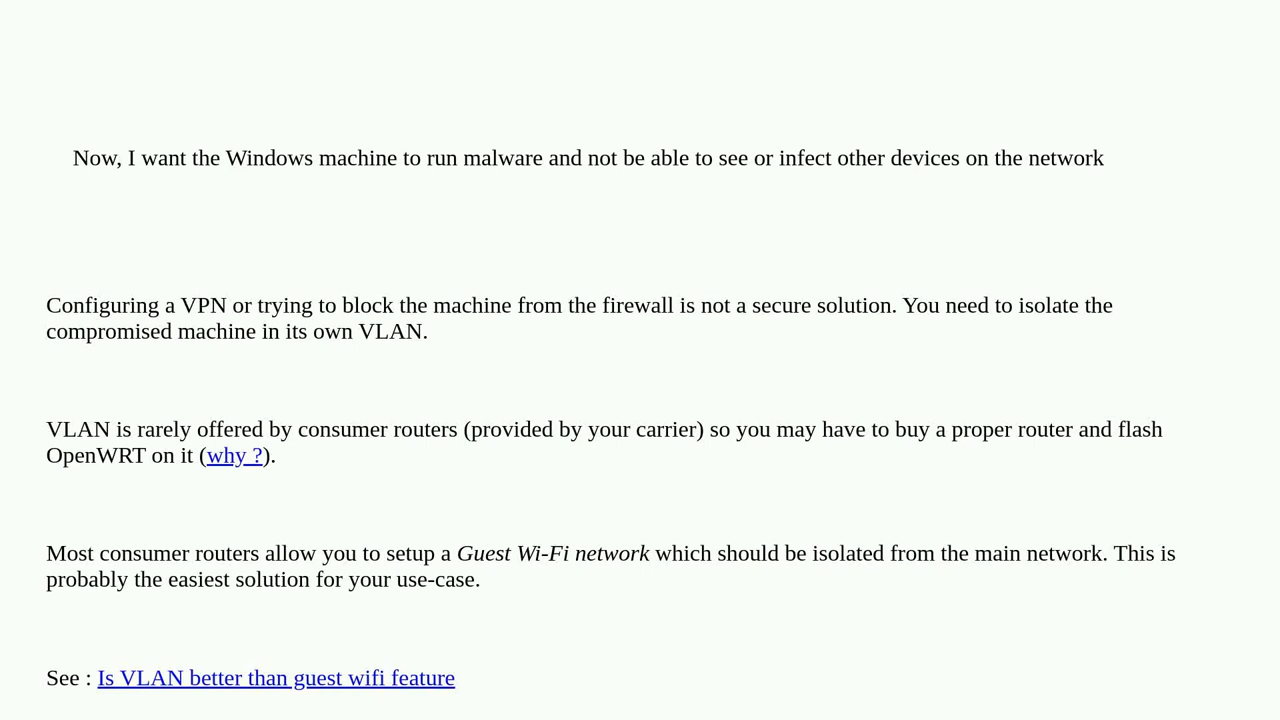 Now, I want the Windows machine to run malware and not be able to see or infect other devices on the network
Configuring a VPN or trying to block the machine from the firewall is not a secure solution. You need to isolate the
compromised machine in its own VLAN.
VLAN is rarely offered by consumer routers (provided by your carrier) so you may have to buy a proper router and flash
OpenWRT on it (why ?).
Most consumer routers allow you to setup a Guest Wi-Fi network which should be isolated from the main network. This is
probably the easiest solution for your use-case.
See : Is VLAN better than guest wifi feature